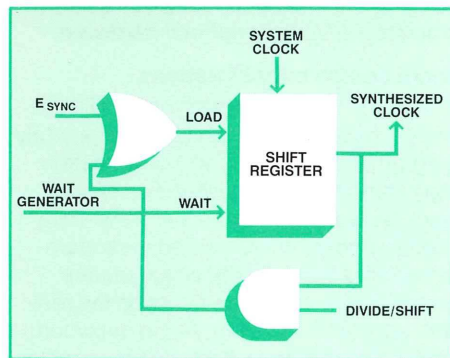 SYSTEM
CLOCK
E SYNC
LOAD
SYNTHESIZED
CLOCK
SHIFT
REGISTER
WAIT
GENERATOR
WAIT
DIVIDE/SHIFT